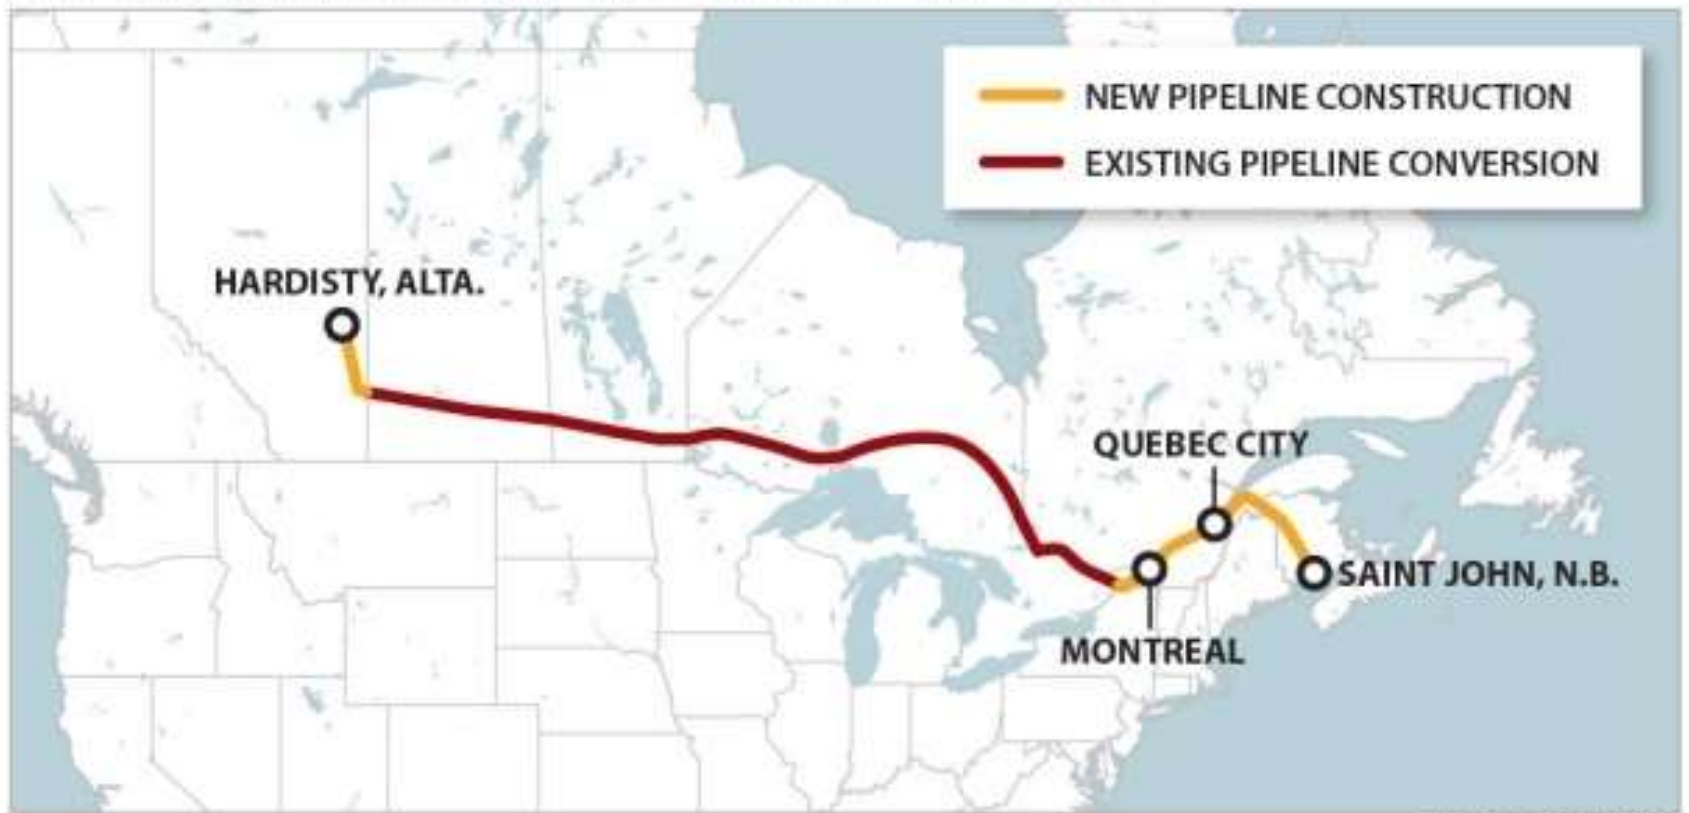 NEW PIPELINE CONSTRUCTION
EXISTING PIPELINE CONVERSION
HARDISTY, ALTA.
QUEBEC CITY
SAINT JOHN, N.B.
MONTREAL